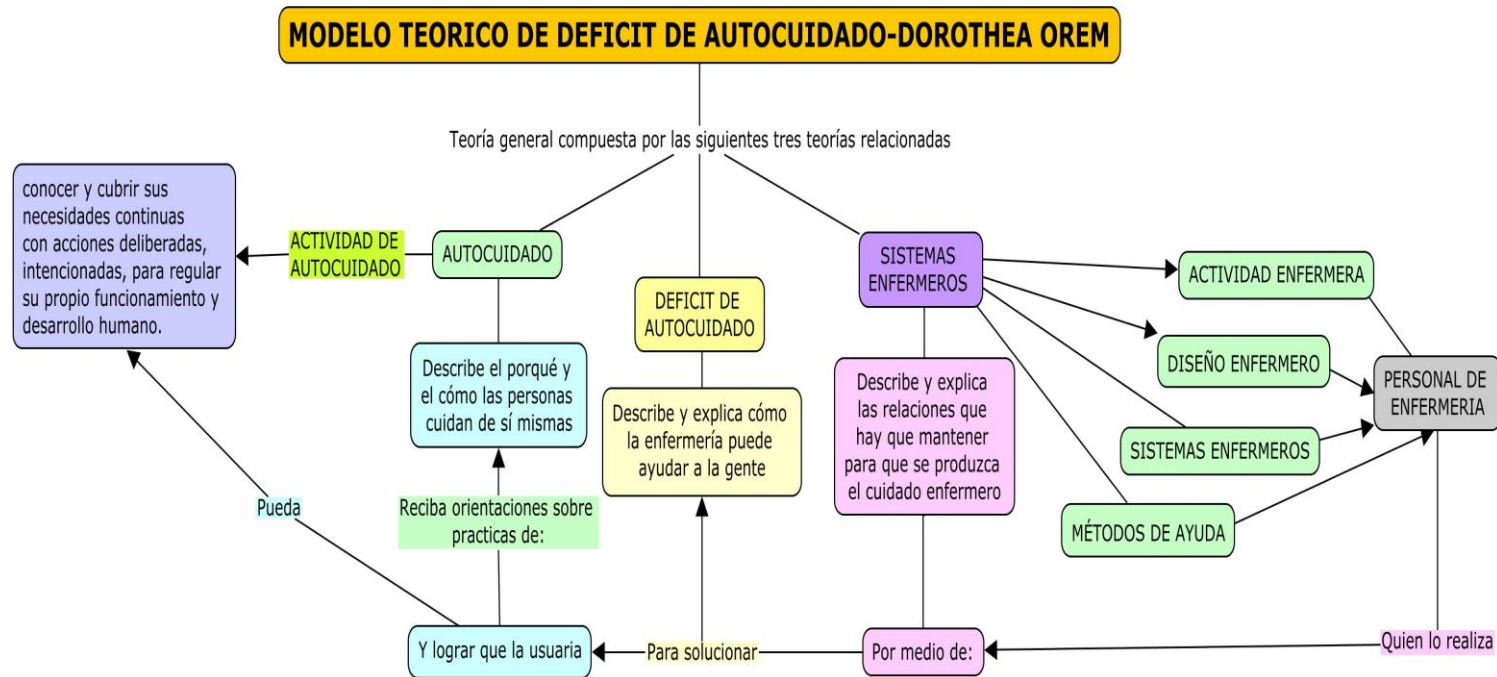 MODELO TEORICO DE DEFICIT DE AUTOCUIDADO-DOROTHEA OREM
Teoría general compuesta por las siguientes tres teorías relacionadas
conocer y cubrir sus
necesidades continuas
con acciones deliberadas,
intencionadas, para regular
su propio funcionamiento y
desarrollo humano.
ACTIVIDAD DE
AUTOCUIDADO
AUTOCUIDADO
SISTEMAS
ENFERMEROS
ACTIVIDAD ENFERMERA
DEFICIT DE
AUTOCUIDADO
DISEÑO ENFERMERO
PERSONAL DE
ENFERMERIA
Describe el porqué y
el cómo las personas
cuidan de sí mismas
Describe y explica cómo
la enfermería puede
ayudar a la gente
Describe y explica
las relaciones que
hay que mantener
para que se produzca
el cuidado enfermero
SISTEMAS ENFERMEROS
MÉTODOS DE AYUDA
Pueda
Reciba orientaciones sobre
practicas de:
Y lograr que la usuaria
Para solucionar
Por medio de:
Quien lo realiza